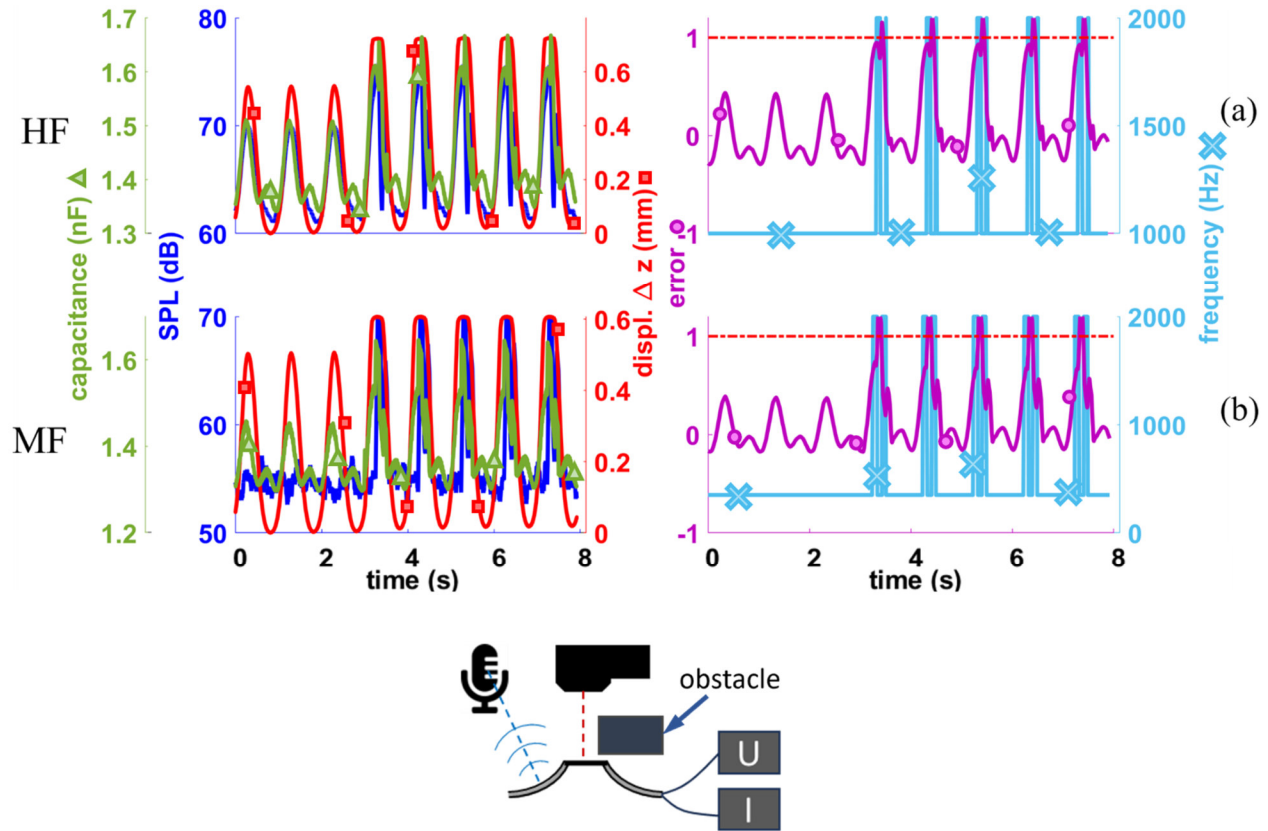 HF
capacitance (nF)
1.7
1.6
1.5
1.4
1.3
SPL (dB)
80
70
60
displ. Δ z (mm)
0.6
0.4
0.2
0
error
1
0
-1
frequency (Hz)
2000
1500
1000
(a)
MF
1.6
1.4
1.2
70
60
50
0.6
0.4
0.2
0
0 2 4 6 8
time (s)
1
0
-1
2000
1000
0
0 2 4 6 8
time (s)
(b)
obstacle
U
I